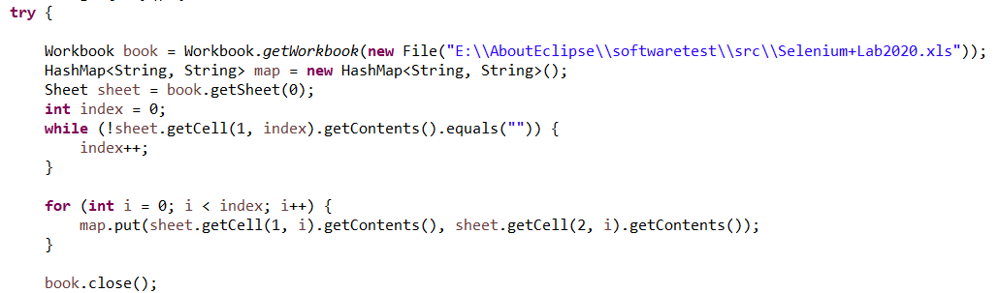 try {
Workbook book = Workbook.getWorkbook(new File("E:\\AboutEclipse\\softwaretest\\src\\Selenium+Lab2020.xls"));
HashMap<String, String> map = new HashMap<String, String>();
Sheet sheet = book.getSheet(0);
int index = 0;
while (!sheet.getCell(1, index).getContents().equals("")) {
index++;
}
for (int i = 0; i < index; i++) {
map.put(sheet.getCell(1, i).getContents(), sheet.getCell(2, i).getContents());
}
book.close();